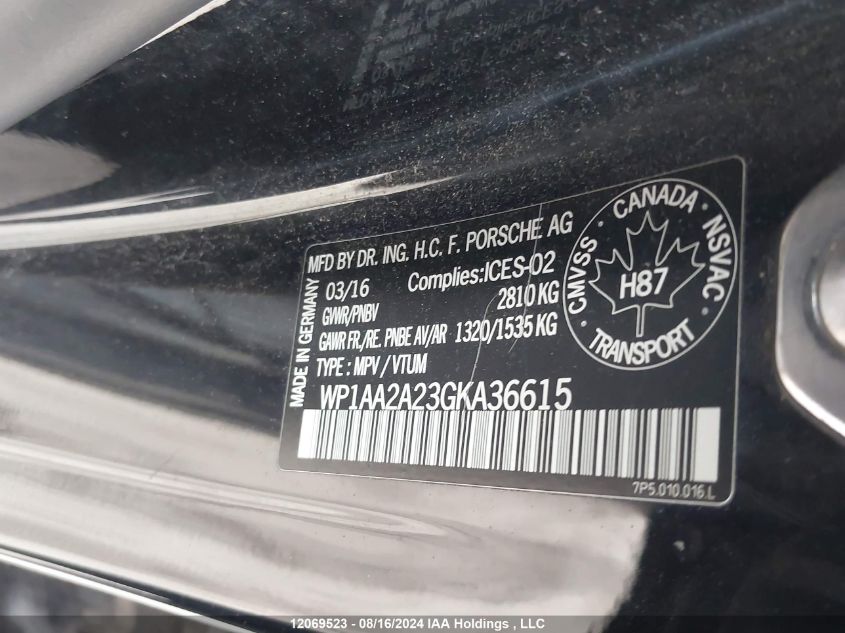 MFD BY DR. ING. H.C. F. PORSCHE AG
03/16 Complies:ICES-02
GVWR/PNBV 2810 KG
GAWR FR./RE. PNBE AV/AR 1320/1535 KG
TYPE : MPV / VTUM
WP1AA2A23GKA36615
MADE IN GERMANY
CMVSS · CANADA · NSVAC ·
H87
TRANSPORT
7P5.010.016.L
12069523 - 08/16/2024 IAA Holdings , LLC